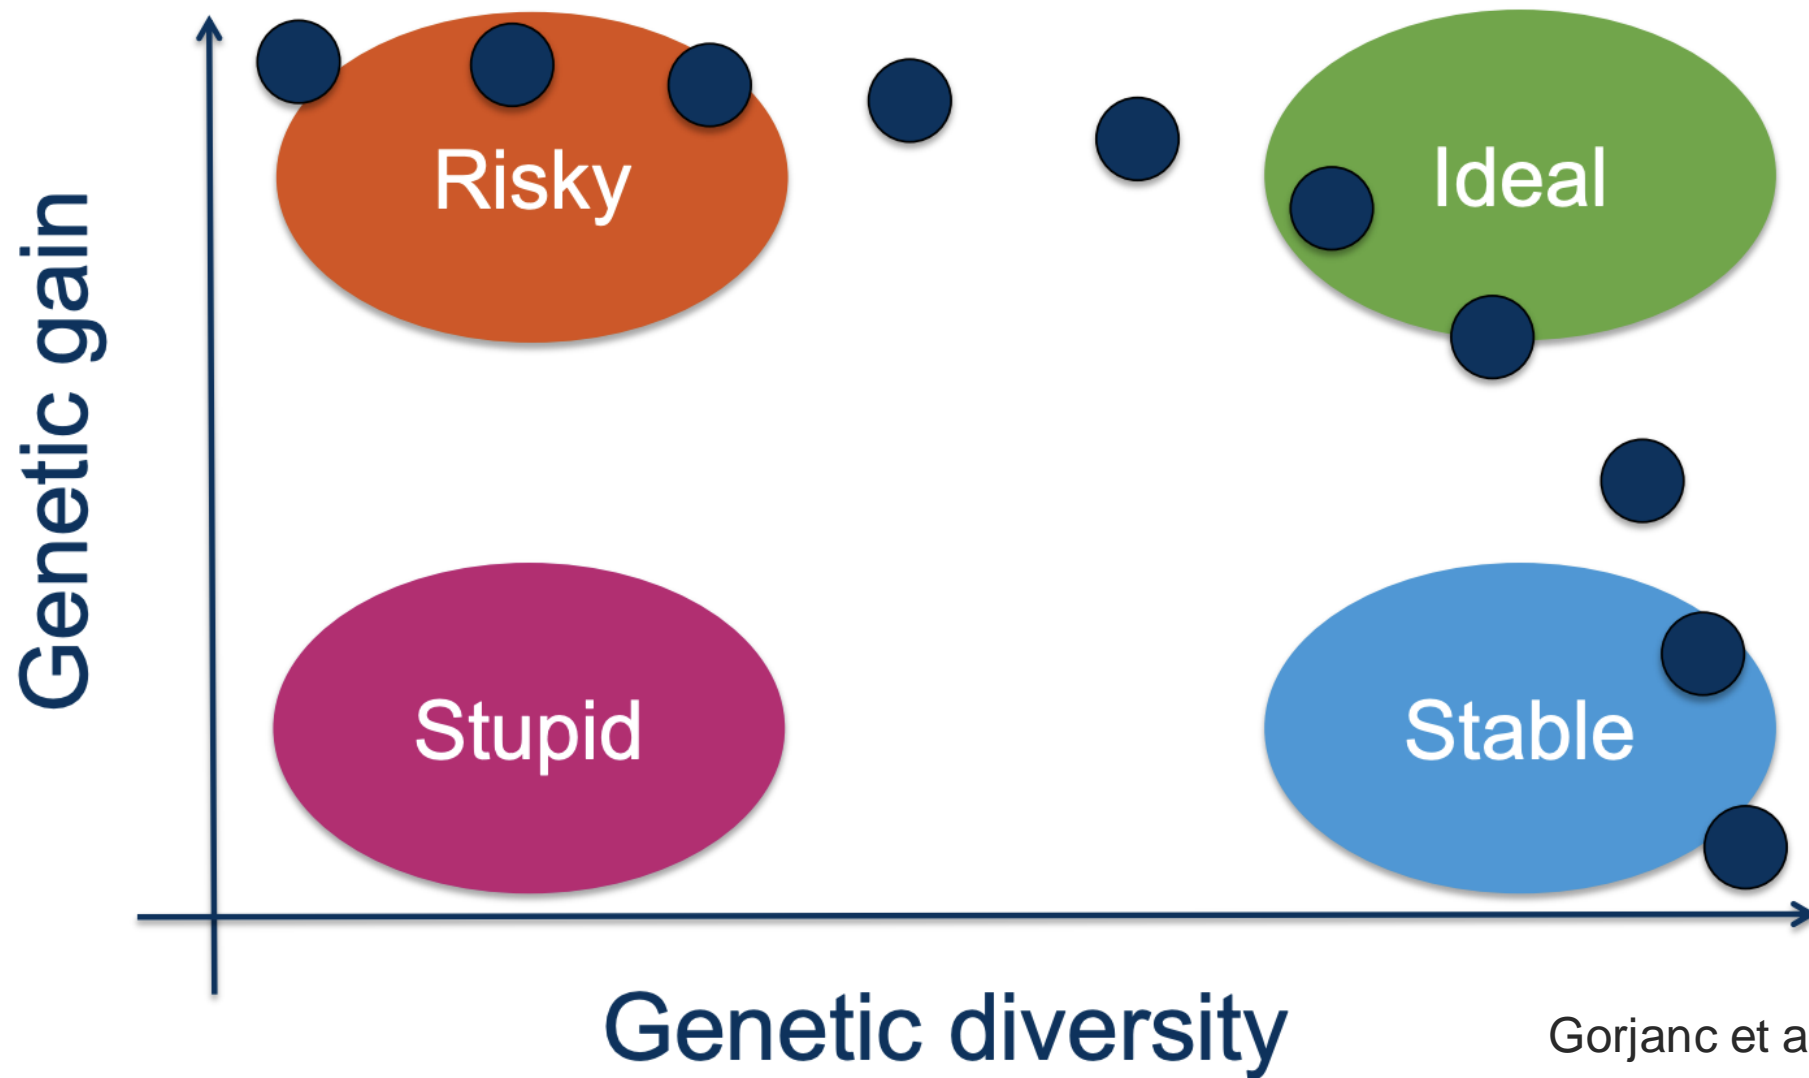 Risky
Ideal
Genetic gain
Stupid
Stable
Genetic diversity
Gorjanc et a